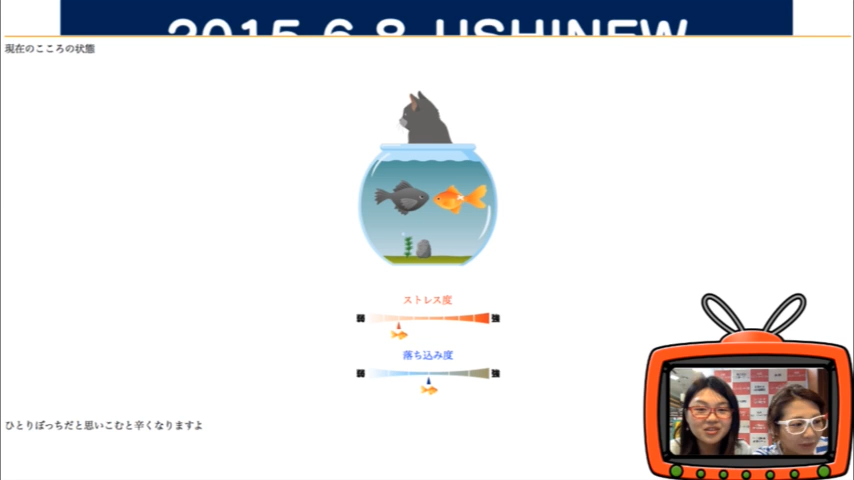 2015.6.8 USHINEW
現在のこころの状態
ストレス度
弱 強
落ち込み度
弱 強
ひとりぼっちだと思いこむと辛くなりますよ